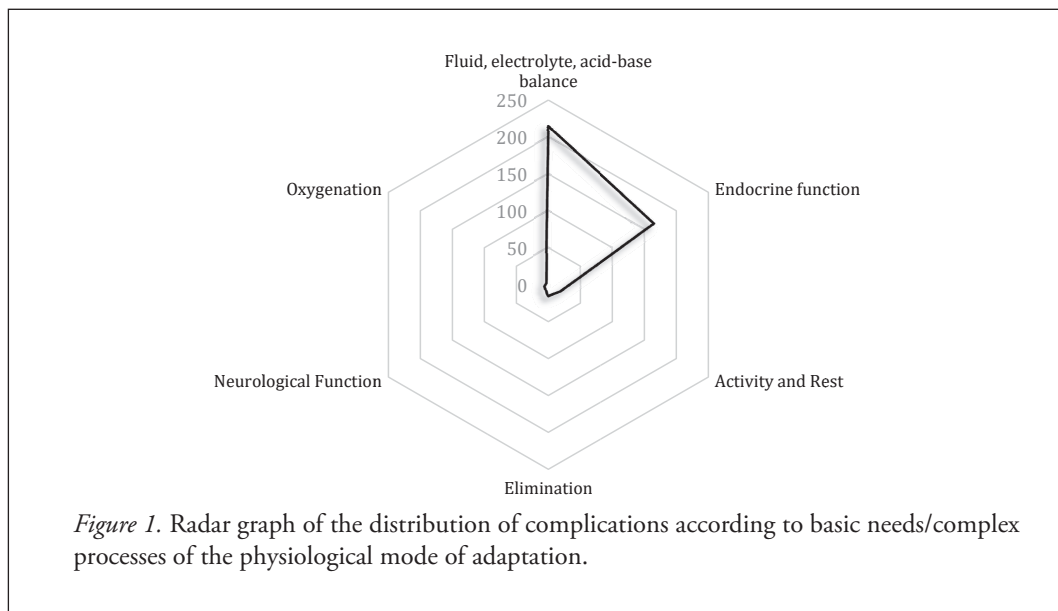 Fluid, electrolyte, acid-base
balance
250
200
Oxygenation
150
Endocrine function
100
50
0
Neurological Function
Activity and Rest
Elimination
Figure 1. Radar graph of the distribution of complications according to basic needs/complex
processes of the physiological mode of adaptation.